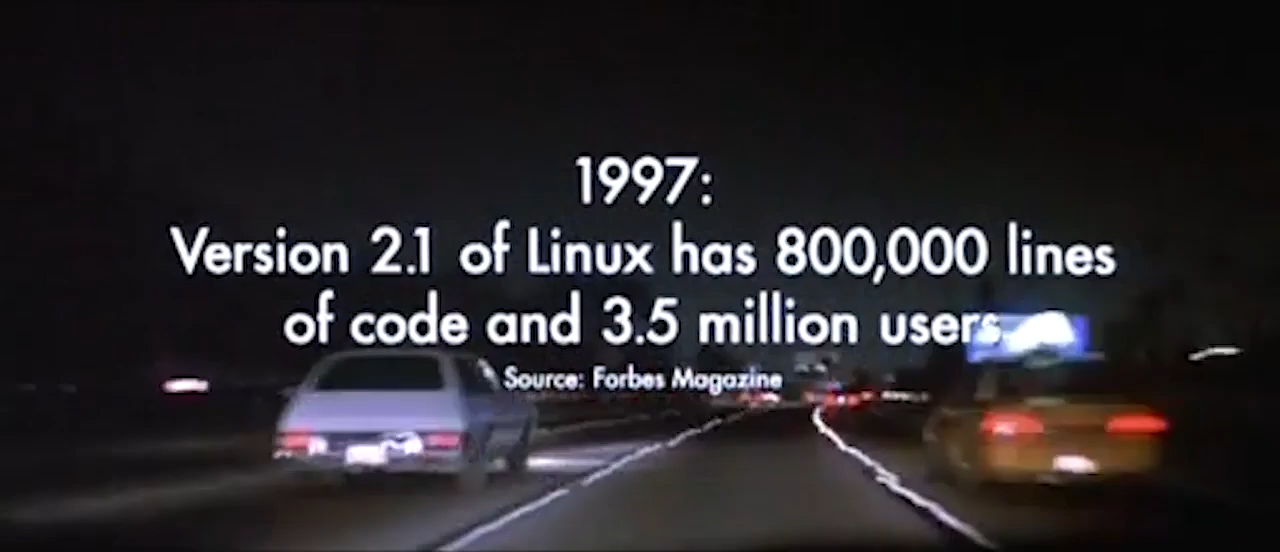 1997:
Version 2.1 of Linux has 800,000 lines
of code and 3.5 million users.
Source: Forbes Magazine